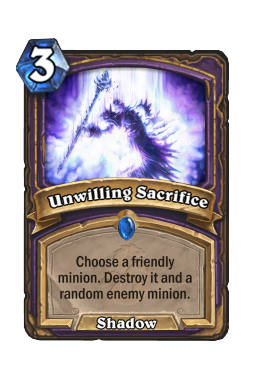 3
Unwilling Sacrifice
Choose a friendly
minion. Destroy it and a
random enemy minion.
Shadow